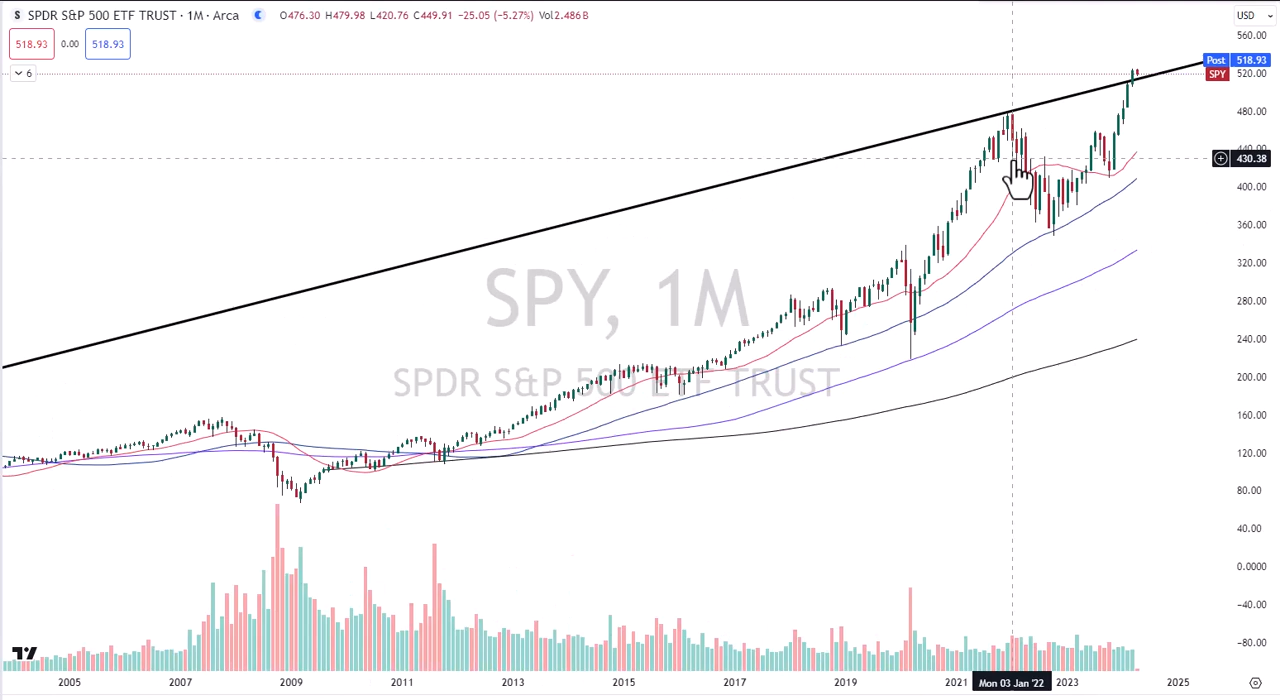 S SPDR S&P 500 ETF TRUST · 1M · Arca O476.30 H479.98 L420.76 C449.91 −25.05 (−5.27%) Vol2.486B
USD
518.93 0.00 518.93
6
560.00
Post 518.93
SPY 520.00
480.00
440.00
430.38
400.00
360.00
320.00
280.00
240.00
200.00
160.00
120.00
80.00
40.00
0.0000
−40.00
−80.00
SPY, 1M
SPDR S&P 500 ETF TRUST
2005 2007 2009 2011 2013 2015 2017 2019 2021 Mon 03 Jan '22 2023 2025